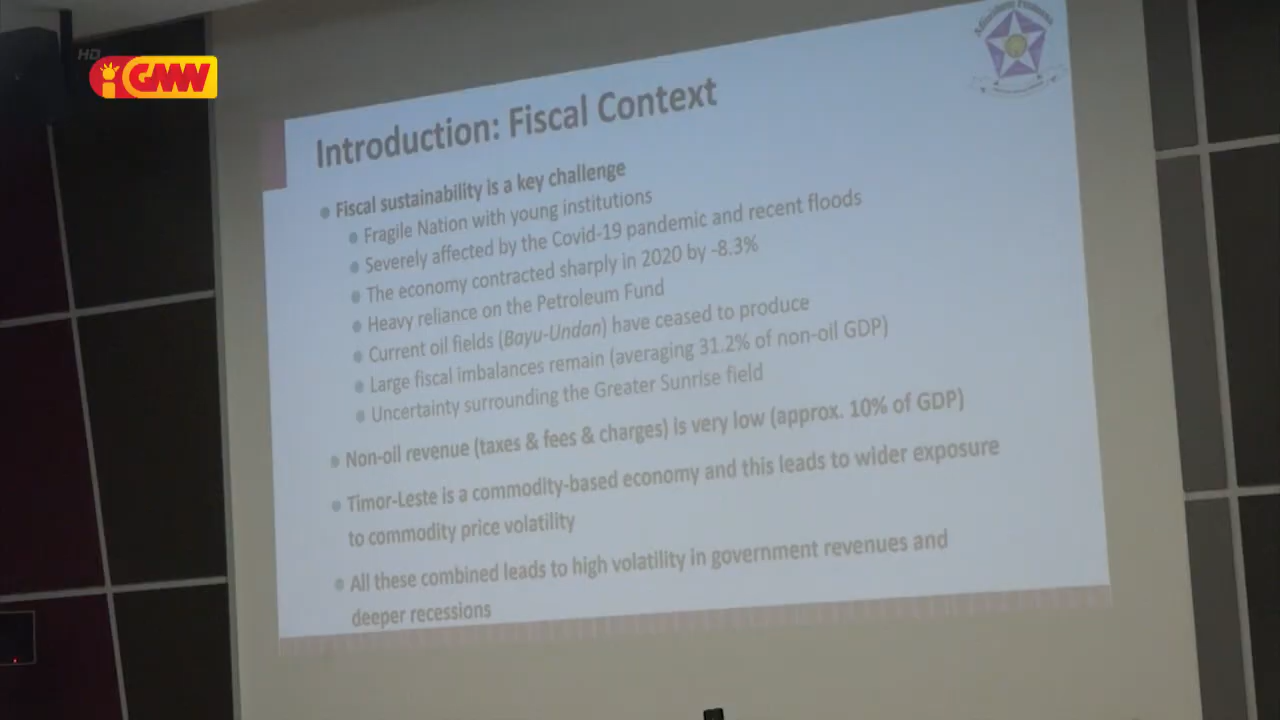 HD
GMN
Introduction: Fiscal Context
Fiscal sustainability is a key challenge
Fragile Nation with young institutions
Severely affected by the Covid-19 pandemic and recent floods
The economy contracted sharply in 2020 by -8.3%
Heavy reliance on the Petroleum Fund
Current oil fields (Bayu-Undan) have ceased to produce
Large fiscal imbalances remain (averaging 31.2% of non-oil GDP)
Uncertainty surrounding the Greater Sunrise field
Non-oil revenue (taxes & fees & charges) is very low (approx. 10% of GDP)
Timor-Leste is a commodity-based economy and this leads to wider exposure
to commodity price volatility
All these combined leads to high volatility in government revenues and
deeper recessions